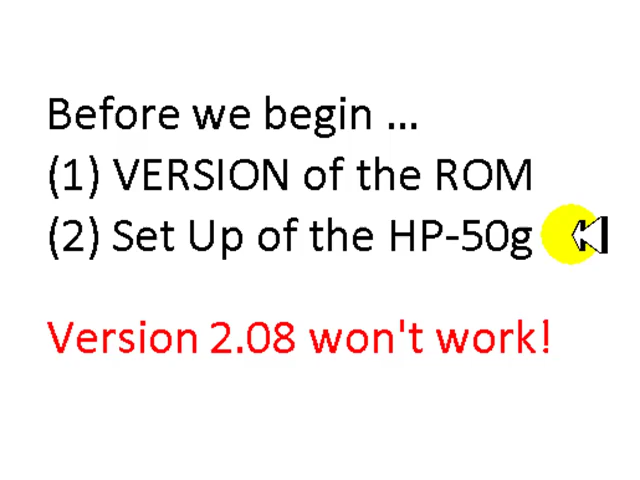 Before we begin ...
(1) VERSION of the ROM
(2) Set Up of the HP-50g
Version 2.08 won't work!